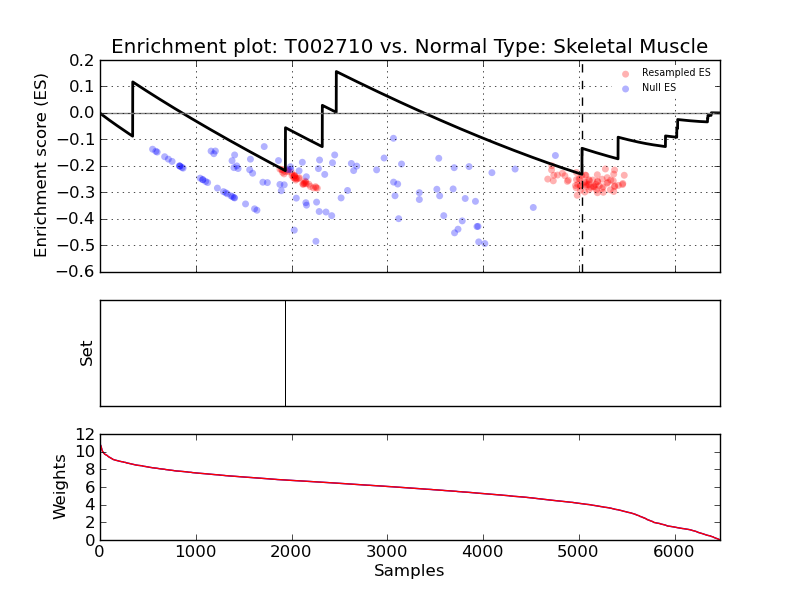 Enrichment plot: T002710 vs. Normal Type: Skeletal Muscle
Enrichment score (ES)
0.2
0.1
0.0
−0.1
−0.2
−0.3
−0.4
−0.5
−0.6
Resampled ES
Null ES
Set
Weights
12
10
8
6
4
2
0
0 1000 2000 3000 4000 5000 6000
Samples